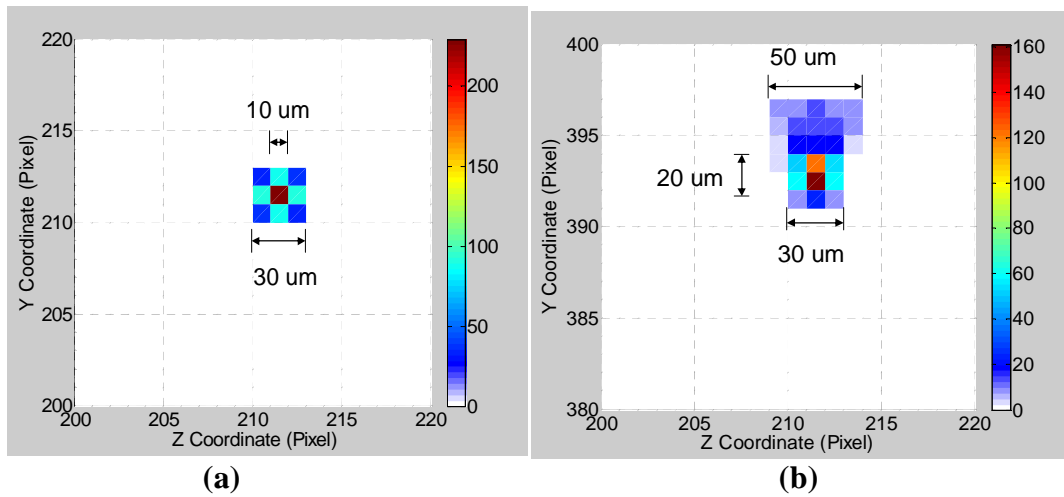 220
215
210
205
200
Y Coordinate (Pixel)
200 205 210 215 220
Z Coordinate (Pixel)
10 um
30 um
200
150
100
50
0
(a)
400
395
390
385
380
Y Coordinate (Pixel)
200 205 210 215 220
Z Coordinate (Pixel)
50 um
20 um
30 um
160
140
120
100
80
60
40
20
0
(b)